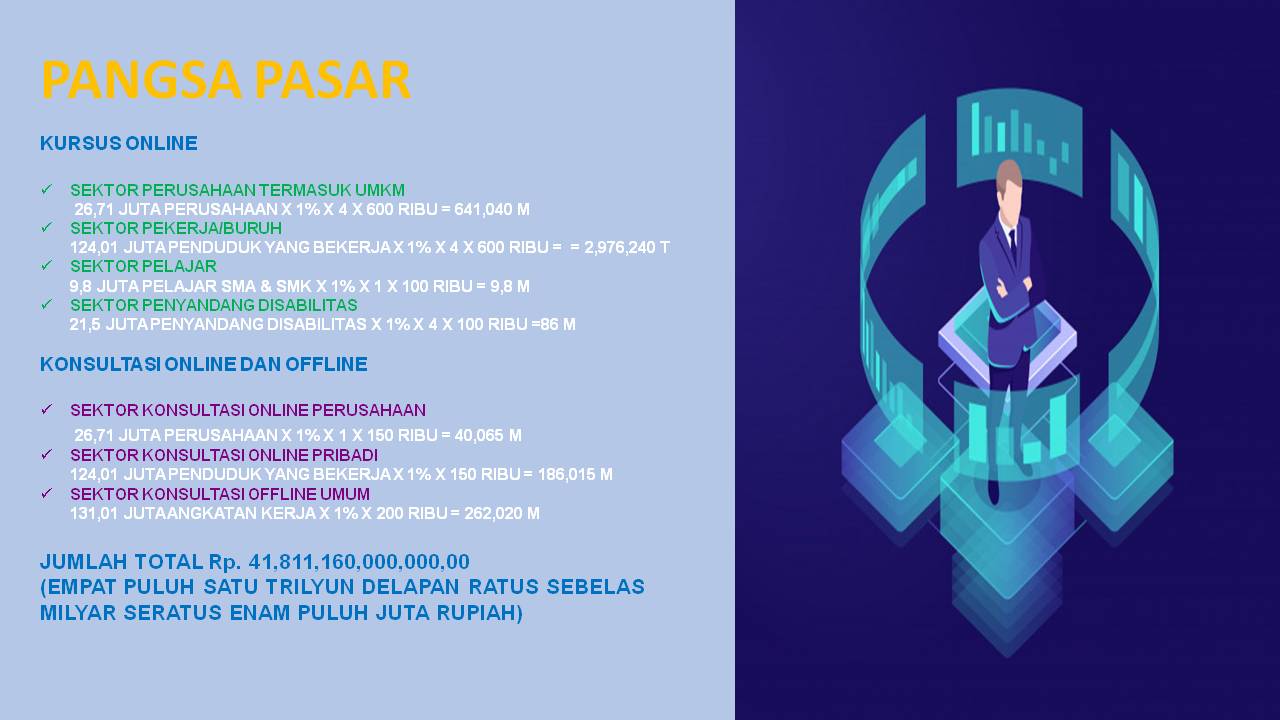 PANGSA PASAR
KURSUS ONLINE
✓ SEKTOR PERUSAHAAN TERMASUK UMKM
26,71 JUTA PERUSAHAAN X 1% X 4 X 600 RIBU = 641,040 M
✓ SEKTOR PEKERJA/BURUH
124,01 JUTA PENDUDUK YANG BEKERJA X 1% X 4 X 600 RIBU = = 2,976,240 T
✓ SEKTOR PELAJAR
9,8 JUTA PELAJAR SMA & SMK X 1% X 1 X 100 RIBU = 9,8 M
✓ SEKTOR PENYANDANG DISABILITAS
21,5 JUTA PENYANDANG DISABILITAS X 1% X 4 X 100 RIBU =86 M
KONSULTASI ONLINE DAN OFFLINE
✓ SEKTOR KONSULTASI ONLINE PERUSAHAAN
26,71 JUTA PERUSAHAAN X 1% X 1 X 150 RIBU = 40,065 M
✓ SEKTOR KONSULTASI ONLINE PRIBADI
124,01 JUTA PENDUDUK YANG BEKERJA X 1% X 150 RIBU = 186,015 M
✓ SEKTOR KONSULTASI OFFLINE UMUM
131,01 JUTA ANGKATAN KERJA X 1% X 200 RIBU = 262,020 M
JUMLAH TOTAL Rp. 41,811,160,000,000,00
(EMPAT PULUH SATU TRILYUN DELAPAN RATUS SEBELAS
MILYAR SERATUS ENAM PULUH JUTA RUPIAH)